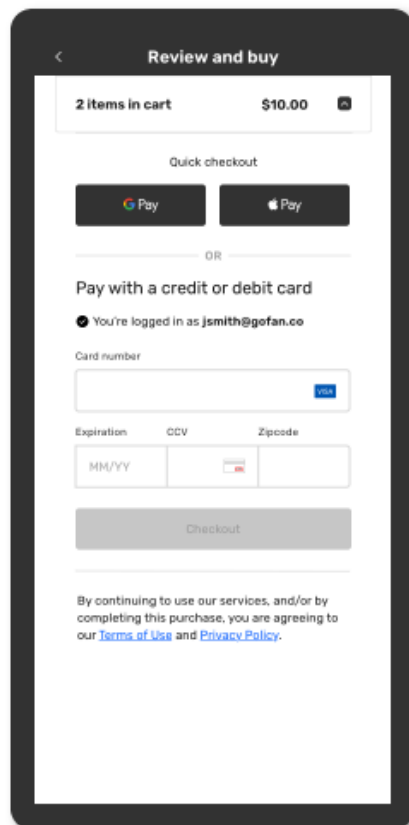 Review and buy
2 items in cart $10.00
Quick checkout
G Pay Pay
OR
Pay with a credit or debit card
You're logged in as jsmith@gofan.co
Card number
VISA
Expiration CCV Zipcode
MM/YY
Checkout
By continuing to use our services, and/or by
completing this purchase, you are agreeing to
our Terms of Use and Privacy Policy.